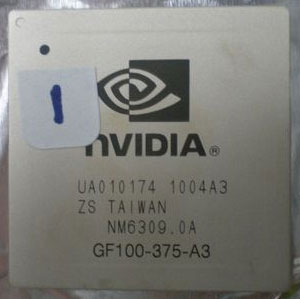 1
nVIDIA®
UA010174 1004A3
ZS TAIWAN
NM6309.0A
GF100-375-A3